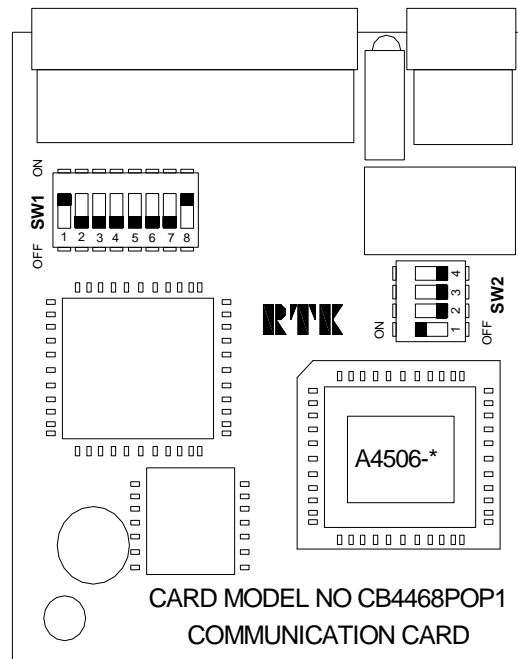 ON
SW1
OFF
1 2 3 4 5 6 7 8
4
3
2
1
ON
OFF
SW2
RTK
A4506-*
CARD MODEL NO CB4468POP1
COMMUNICATION CARD